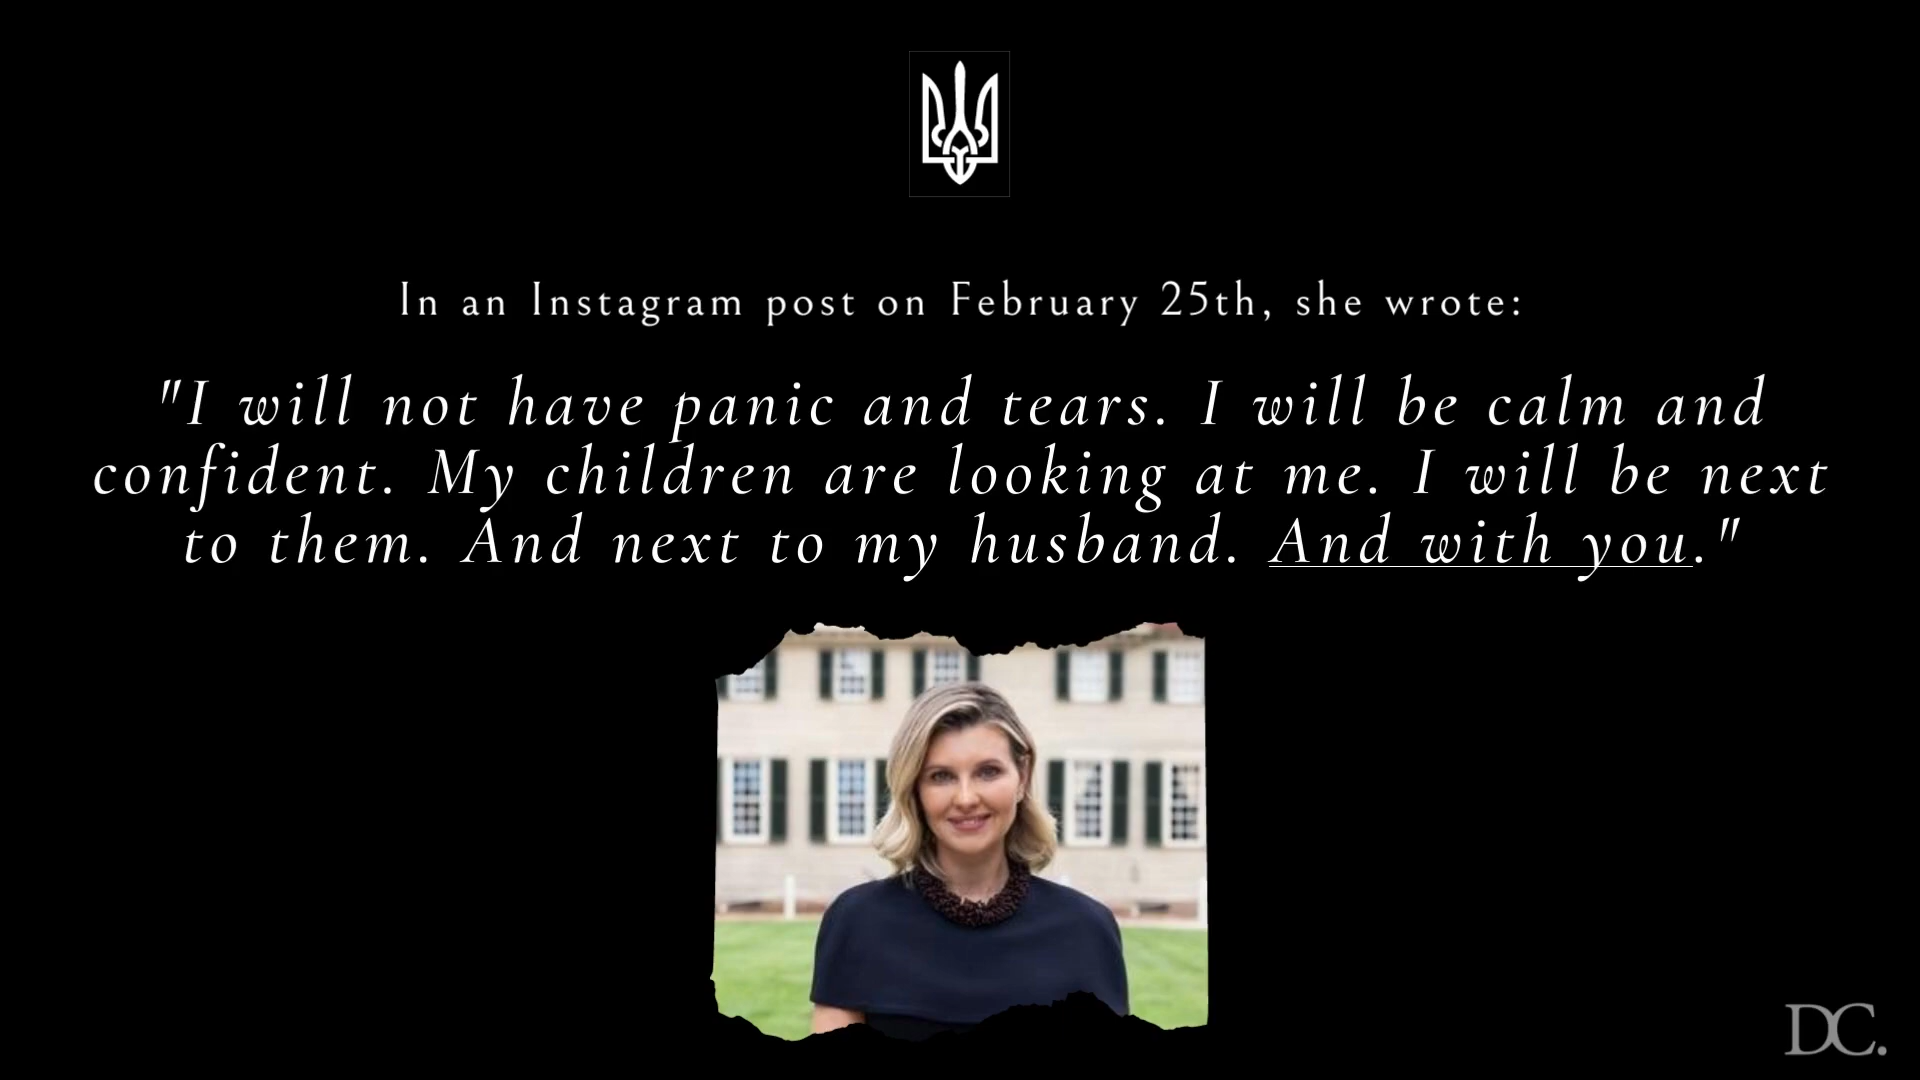 In an Instagram post on February 25th, she wrote:
"I will not have panic and tears. I will be calm and
confident. My children are looking at me. I will be next
to them. And next to my husband. And with you."
DC.